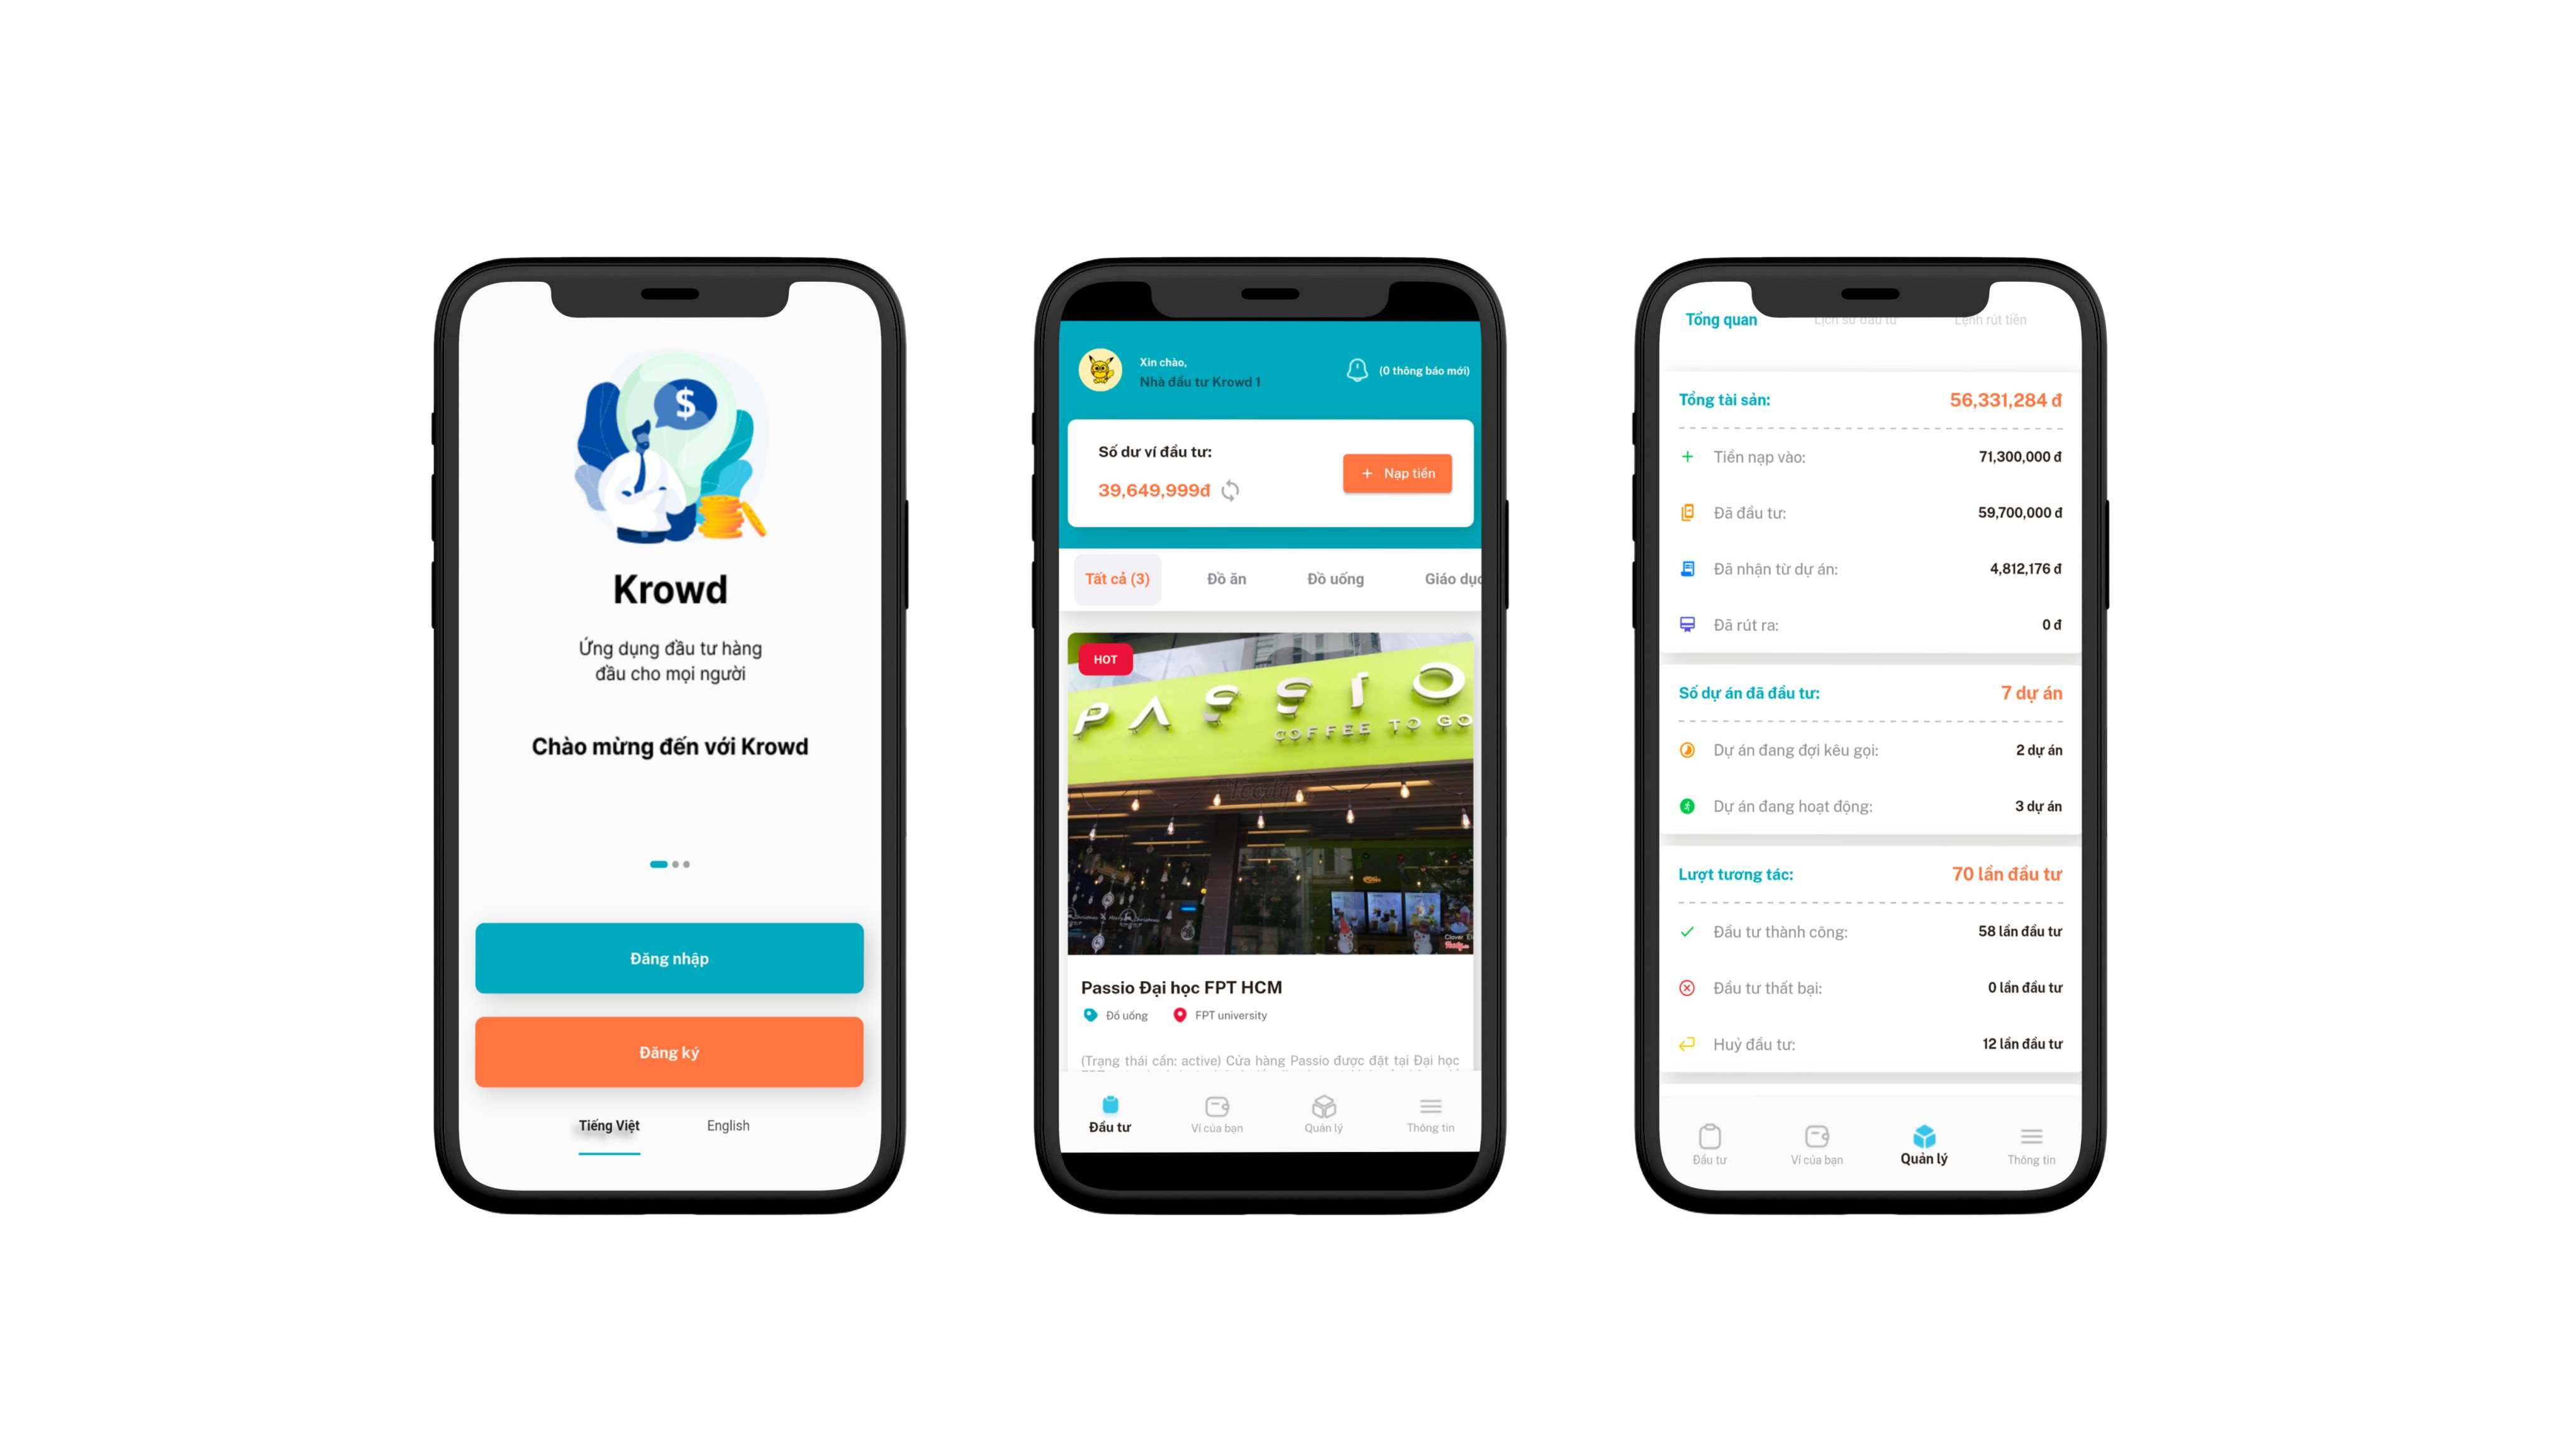 $
Krowd
Ứng dụng đầu tư hàng
đầu cho mọi người
Chào mừng đến với Krowd
Đăng nhập
Đăng ký
Tiếng Việt English
Xin chào,
Nhà đầu tư Krowd 1
(0 thông báo mới)
Số dư ví đầu tư:
39,649,999đ
+ Nạp tiền
Tất cả (3) Đồ ăn Đồ uống Giáo dục
HOT
PASSIO
COFFEE TO GO
Passio Đại học FPT HCM
Đồ uống FPT university
(Trạng thái cần: active) Cửa hàng Passio được đặt tại Đại học
Đầu tư Ví của bạn Quản lý Thông tin
Tổng quan Lịch sử đầu tư Lệnh rút tiền
Tổng tài sản: 56,331,284 đ
Tiền nạp vào: 71,300,000 đ
Đã đầu tư: 59,700,000 đ
Đã nhận từ dự án: 4,812,176 đ
Đã rút ra: 0 đ
Số dự án đã đầu tư: 7 dự án
Dự án đang đợi kêu gọi: 2 dự án
Dự án đang hoạt động: 3 dự án
Lượt tương tác: 70 lần đầu tư
Đầu tư thành công: 58 lần đầu tư
Đầu tư thất bại: 0 lần đầu tư
Huỷ đầu tư: 12 lần đầu tư
Đầu tư Ví của bạn Quản lý Thông tin